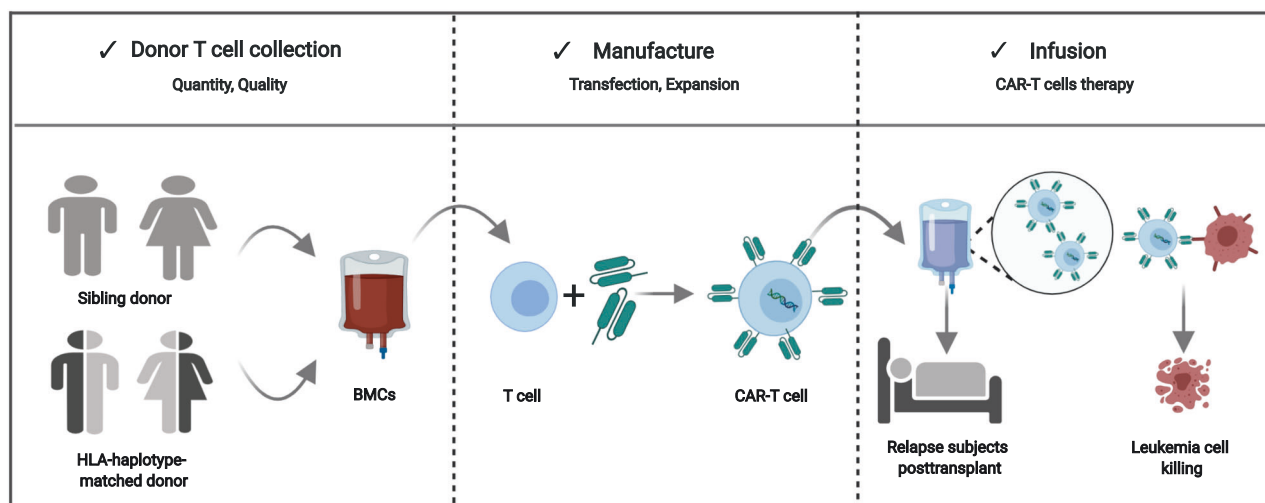 ✓ Donor T cell collection
Quantity, Quality
✓ Manufacture
Transfection, Expansion
✓ Infusion
CAR-T cells therapy
Sibling donor
HLA-haplotype-
matched donor
BMCs
T cell
+
CAR-T cell
Relapse subjects
posttransplant
Leukemia cell
killing